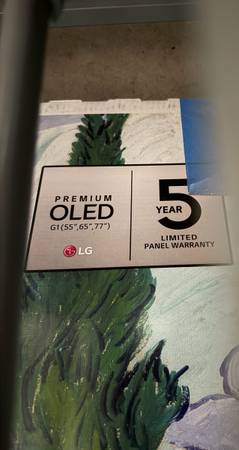 PREMIUM
OLED
G1(55",65",77")
LG
5
YEAR
LIMITED
PANEL WARRANTY